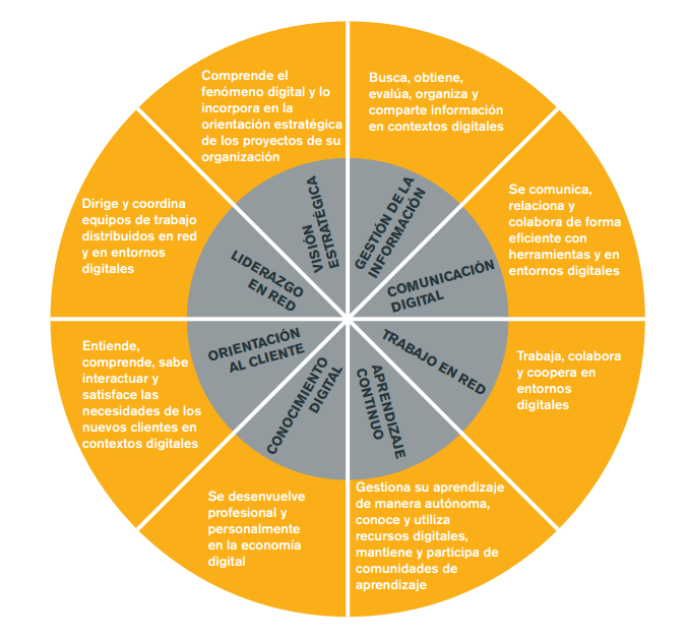 Comprende el
fenómeno digital y lo
incorpora en la
orientación estratégica
de los proyectos de su
organización
Busca, obtiene,
evalúa, organiza y
comparte información
en contextos digitales
Dirige y coordina
equipos de trabajo
distribuidos en red
y en entornos
digitales
Se comunica,
relaciona y
colabora de forma
eficiente con
herramientas y en
entornos digitales
VISIÓN
ESTRATÉGICA
GESTIÓN DE LA
INFORMACIÓN
LIDERAZGO
EN RED
COMUNICACIÓN
DIGITAL
ORIENTACIÓN
AL CLIENTE
TRABAJO EN RED
CONOCIMIENTO
DIGITAL
APRENDIZAJE
CONTINUO
Entiende,
comprende, sabe
interactuar y
satisface las
necesidades de los
nuevos clientes en
contextos digitales
Trabaja, colabora
y coopera en
entornos
digitales
Se desenvuelve
profesional y
personalmente
en la economía
digital
Gestiona su aprendizaje
de manera autónoma,
conoce y utiliza
recursos digitales,
mantiene y participa de
comunidades de
aprendizaje